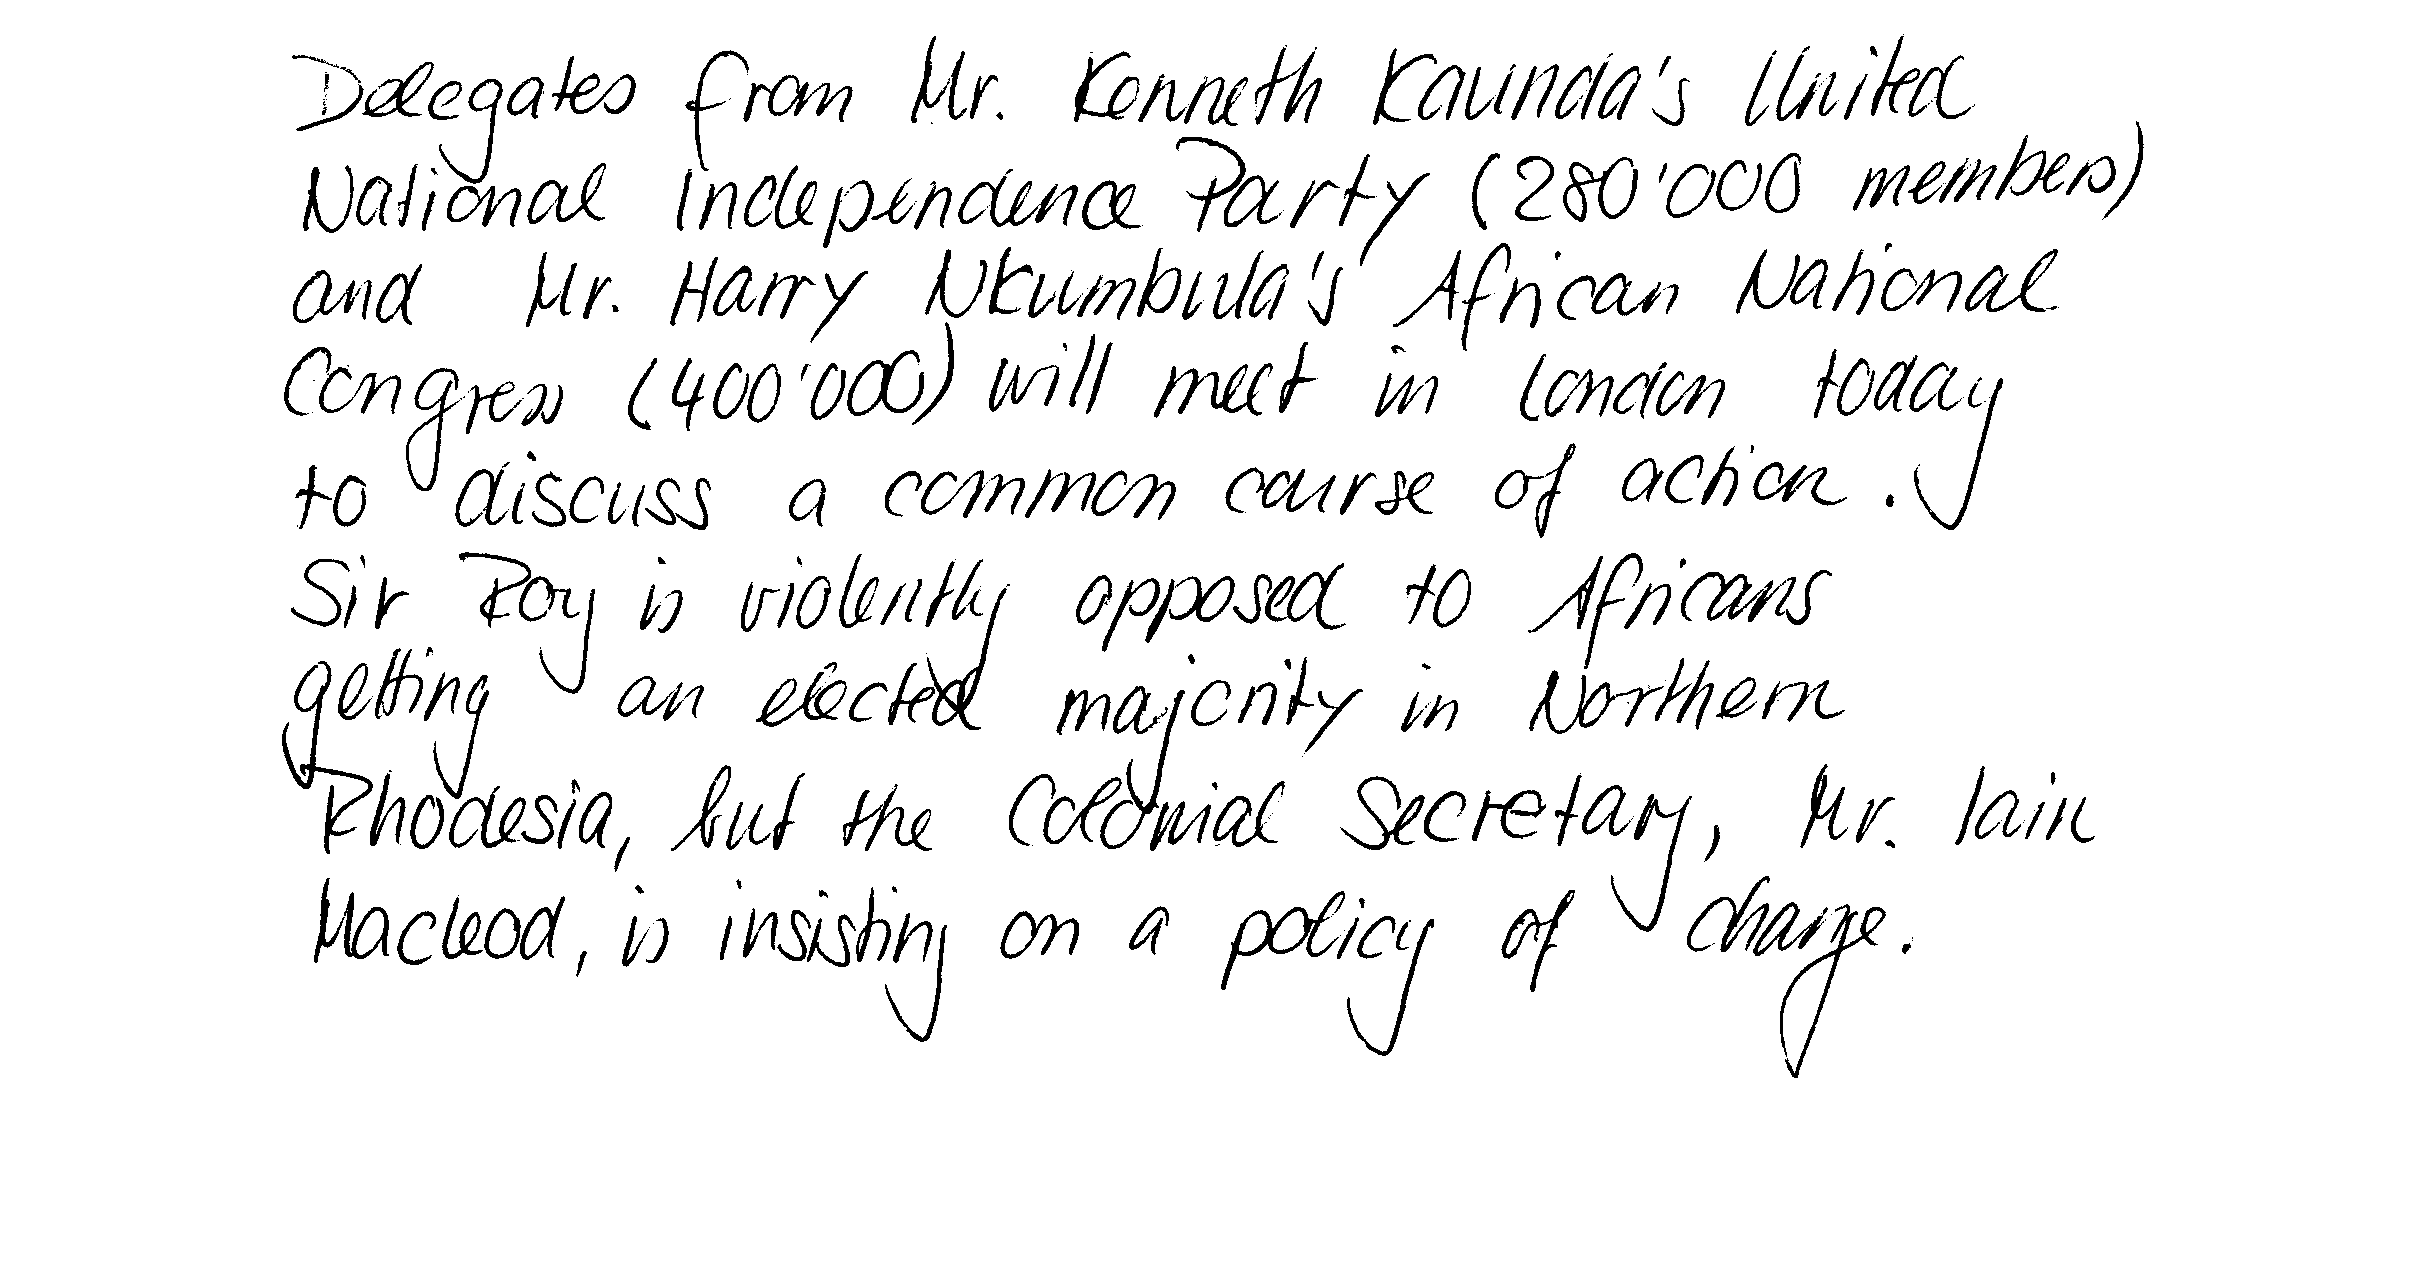 Delegates from Mr. Kenneth Kaunda's United
National Independence Party (280'000 members)
and Mr. Harry Nkumbula's African National
Congress (400'000) will meet in London today
to discuss a common course of action.
Sir Roy is violently opposed to Africans
getting an elected majority in Northern
Rhodesia, but the Colonial Secretary, Mr. Iain
Macleod, is insisting on a policy of change.